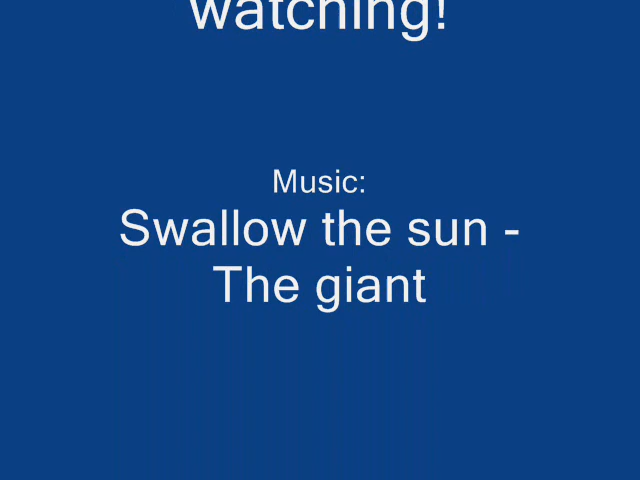 watching!
Music:
Swallow the sun -
The giant